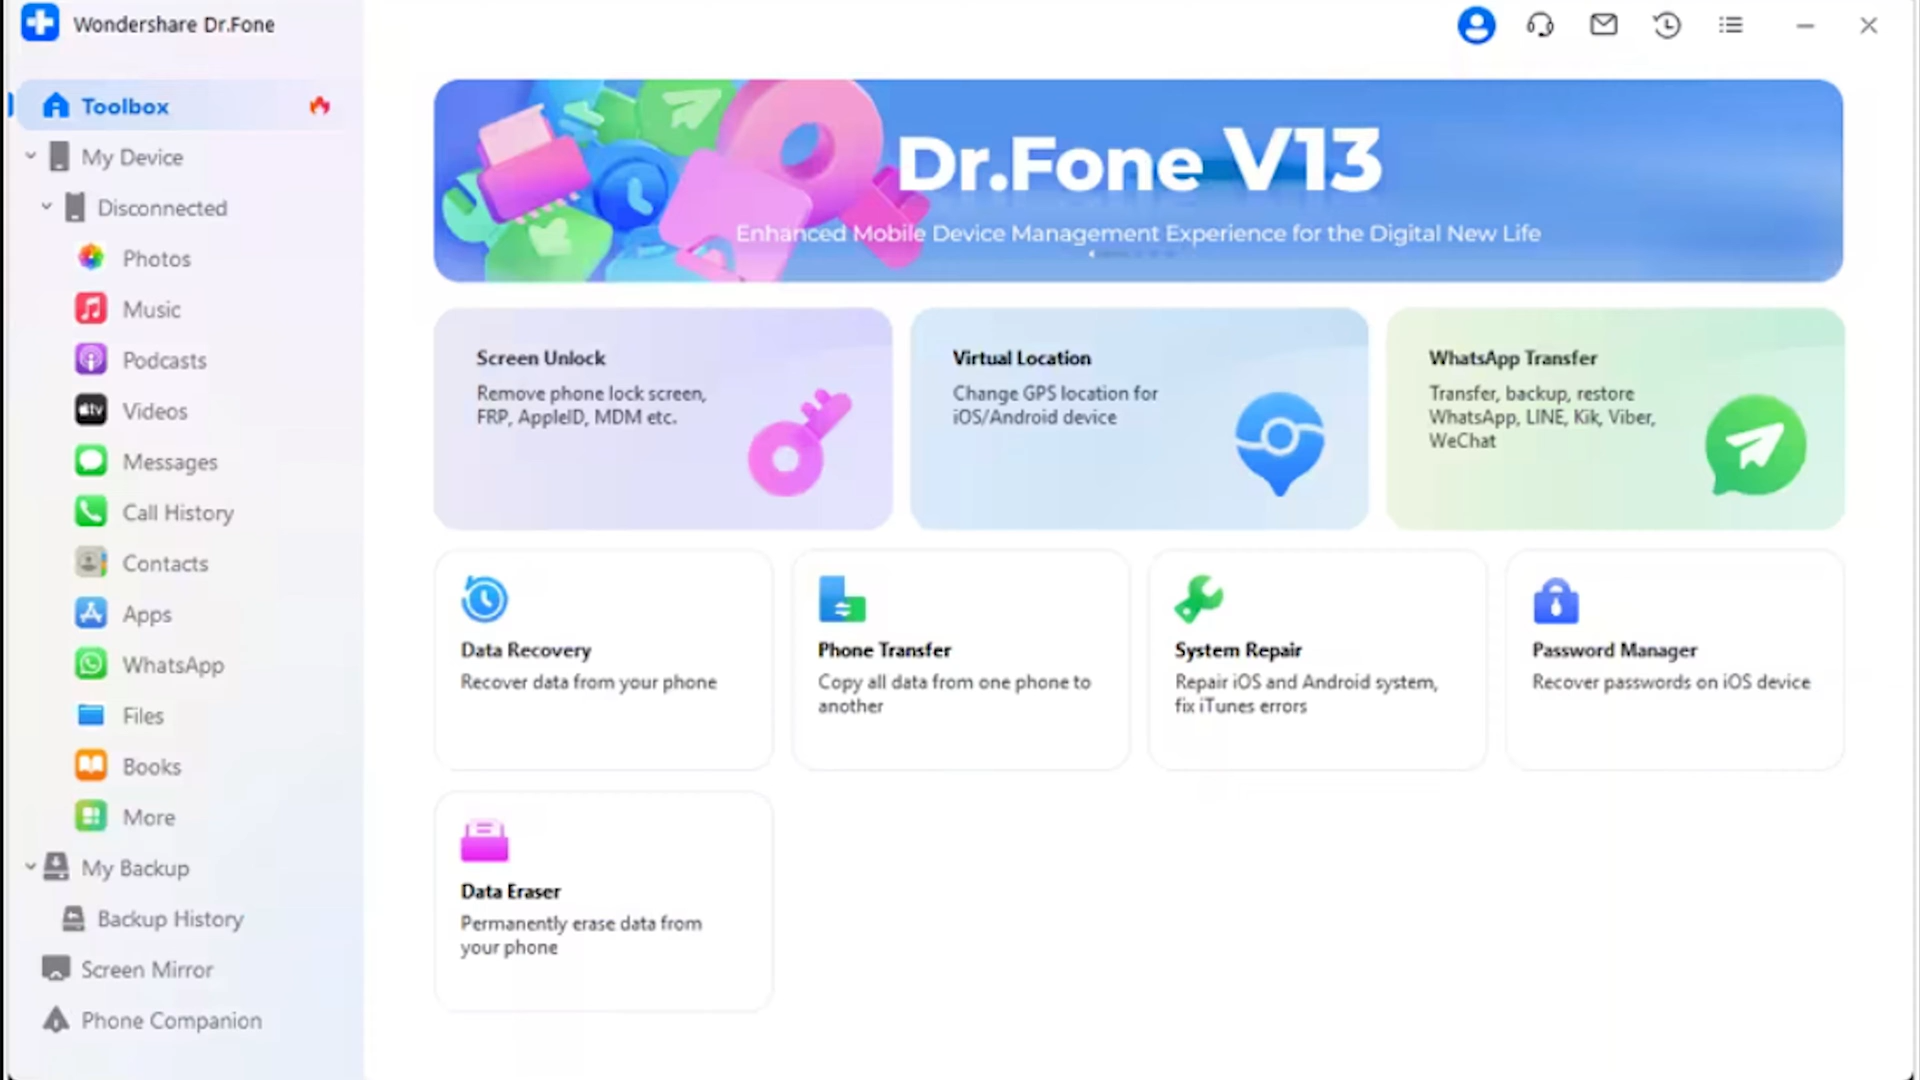 Wondershare Dr.Fone
Toolbox
My Device
Disconnected
Photos
Music
Podcasts
tv
Videos
Messages
Call History
Contacts
Apps
WhatsApp
Files
Books
More
My Backup
Backup History
Screen Mirror
Phone Companion
Dr.Fone V13
Enhanced Mobile Device Management Experience for the Digital New Life
Screen Unlock
Remove phone lock screen,
FRP, AppleID, MDM etc.
Virtual Location
Change GPS location for
iOS/Android device
WhatsApp Transfer
Transfer, backup, restore
WhatsApp, LINE, Kik, Viber,
WeChat
Data Recovery
Recover data from your phone
Phone Transfer
Copy all data from one phone to
another
System Repair
Repair iOS and Android system,
fix iTunes errors
Password Manager
Recover passwords on iOS device
Data Eraser
Permanently erase data from
your phone